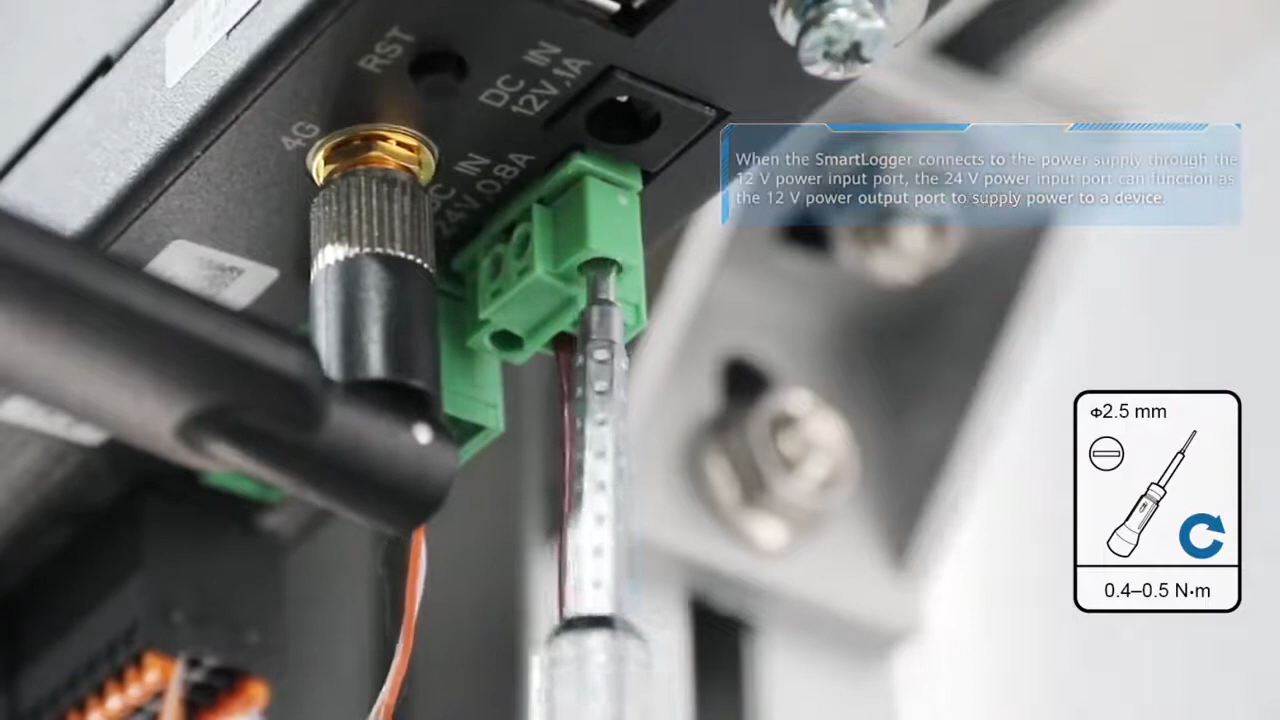 RST
DC IN
12V,1A
4G
DC IN
24V,0.8A
When the SmartLogger connects to the power supply through the
12 V power input port, the 24 V power input port can function as
the 12 V power output port to supply power to a device.
Φ2.5 mm
0.4–0.5 N·m